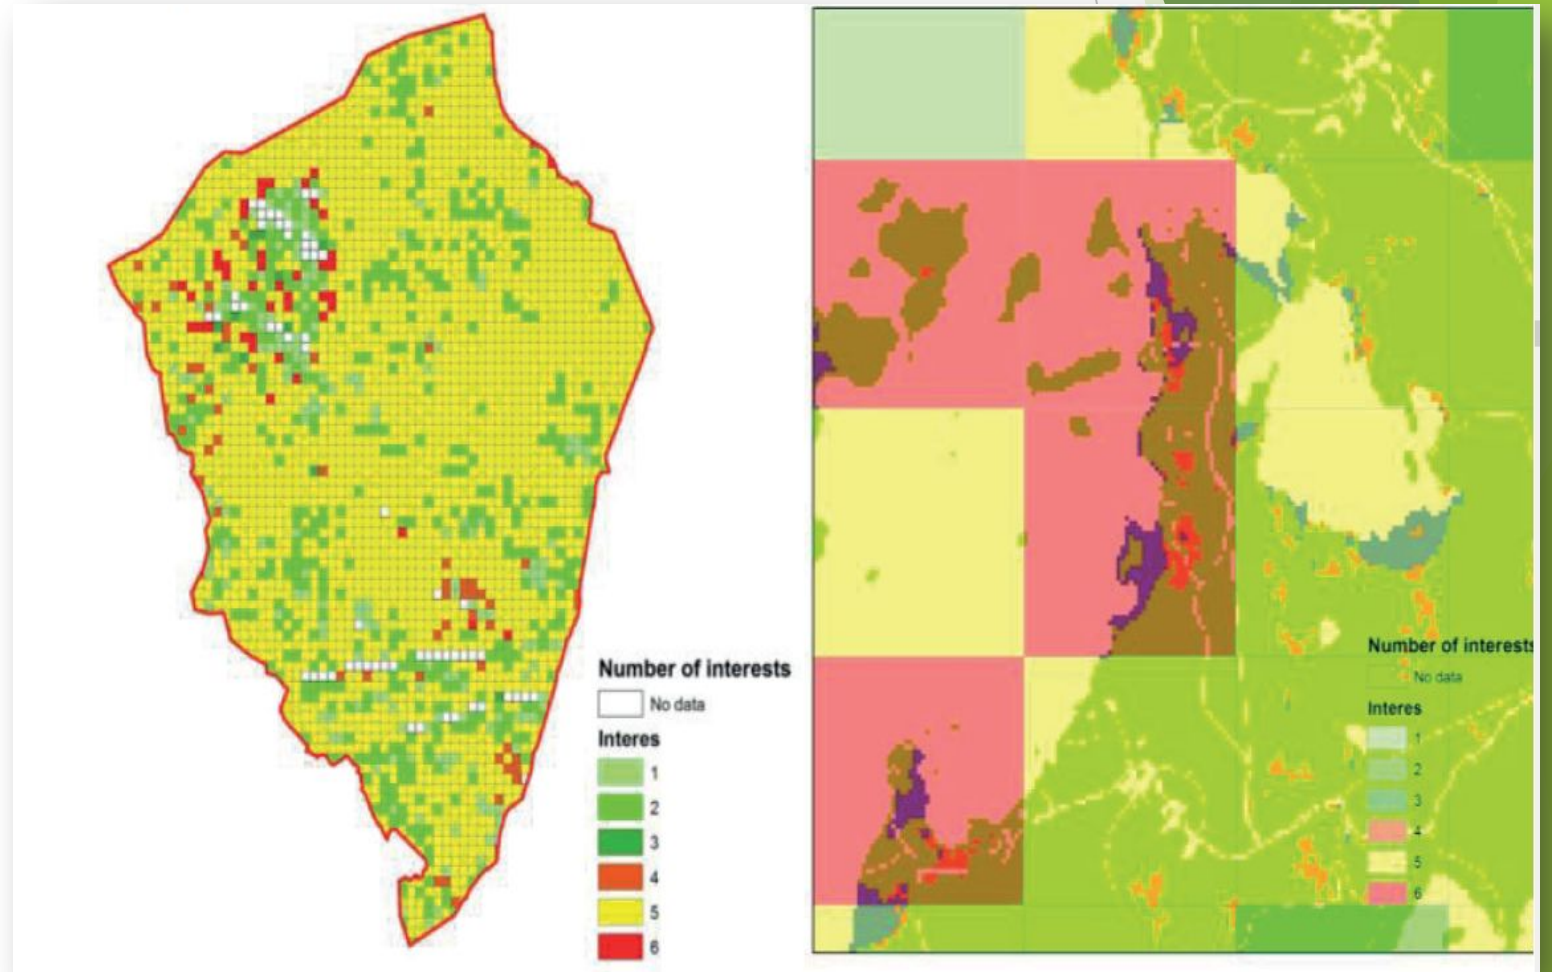 Number of interests
No data
Interes
1
2
3
4
5
6
Number of interests
No data
Interes
1
2
3
4
5
6